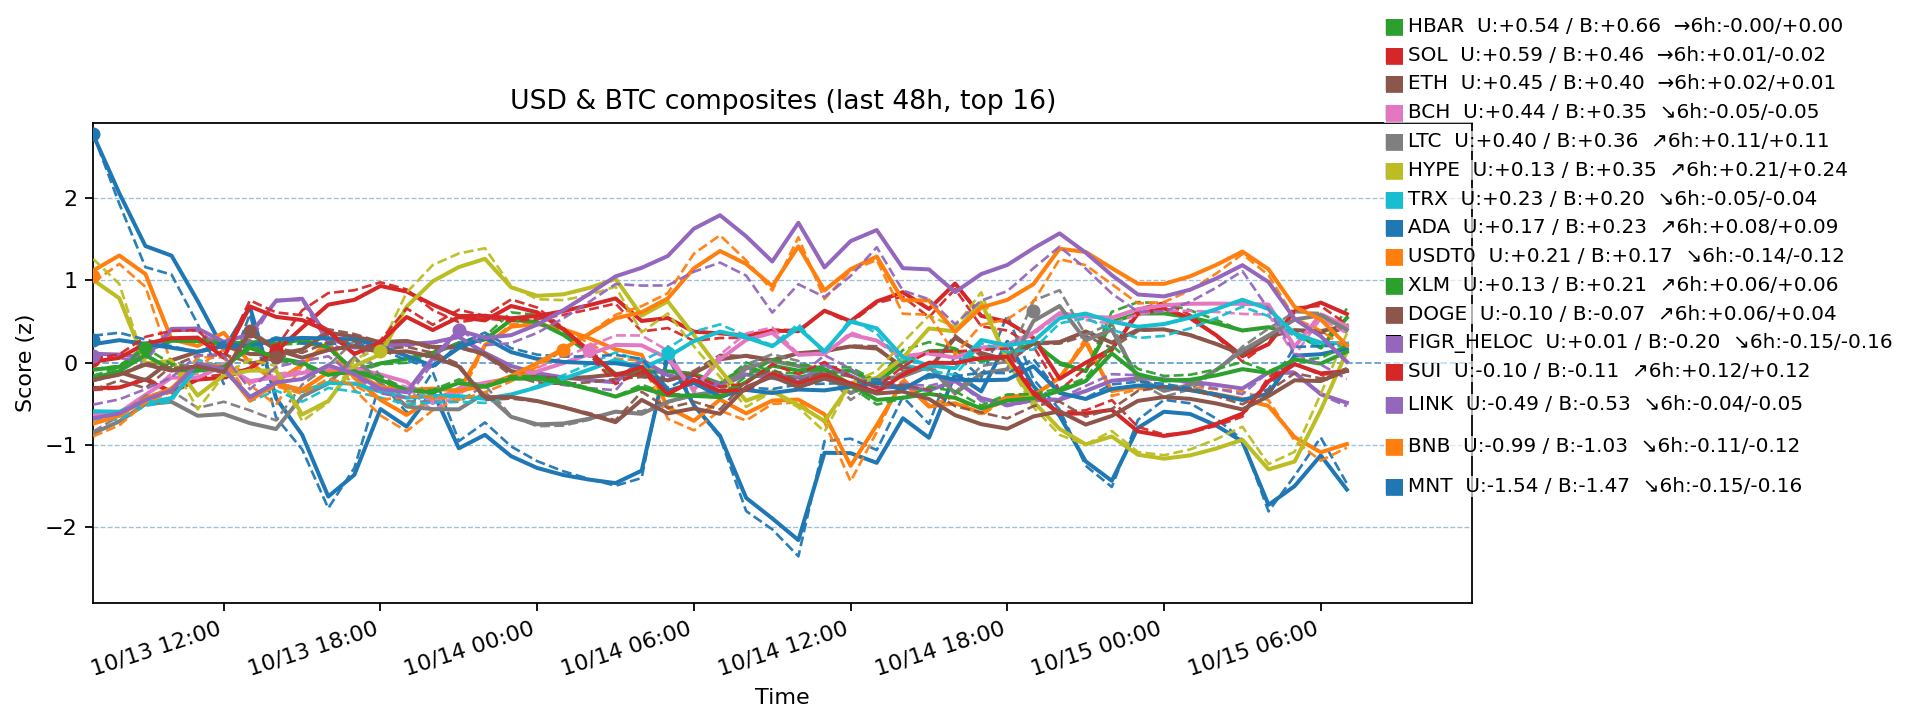 HBAR  U:+0.54 / B:+0.66  →6h:-0.00/+0.00
SOL  U:+0.59 / B:+0.46  →6h:+0.01/-0.02
ETH  U:+0.45 / B:+0.40  →6h:+0.02/+0.01
BCH  U:+0.44 / B:+0.35  ↘6h:-0.05/-0.05
LTC  U:+0.40 / B:+0.36  ↗6h:+0.11/+0.11
HYPE  U:+0.13 / B:+0.35  ↗6h:+0.21/+0.24
TRX  U:+0.23 / B:+0.20  ↘6h:-0.05/-0.04
ADA  U:+0.17 / B:+0.23  ↗6h:+0.08/+0.09
USDT0  U:+0.21 / B:+0.17  ↘6h:-0.14/-0.12
XLM  U:+0.13 / B:+0.21  ↗6h:+0.06/+0.06
DOGE  U:-0.10 / B:-0.07  ↗6h:+0.06/+0.04
FIGR_HELOC  U:+0.01 / B:-0.20  ↘6h:-0.15/-0.16
SUI  U:-0.10 / B:-0.11  ↗6h:+0.12/+0.12
LINK  U:-0.49 / B:-0.53  ↘6h:-0.04/-0.05
BNB  U:-0.99 / B:-1.03  ↘6h:-0.11/-0.12
MNT  U:-1.54 / B:-1.47  ↘6h:-0.15/-0.16
USD & BTC composites (last 48h, top 16)
Score (z)
2
1
0
−1
−2
10/13 12:00
10/13 18:00
10/14 00:00
10/14 06:00
10/14 12:00
10/14 18:00
10/15 00:00
10/15 06:00
Time